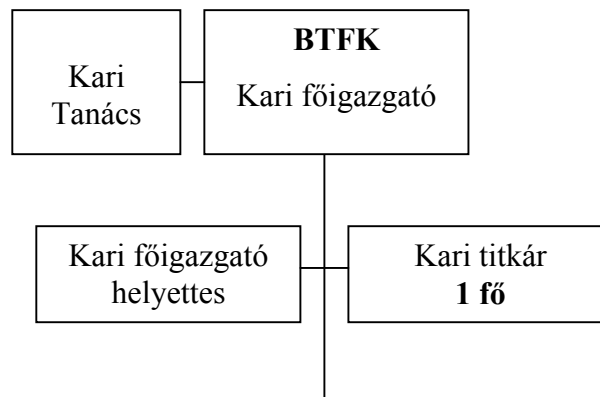 Kari
Tanács
BTFK
Kari főigazgató
Kari főigazgató
helyettes
Kari titkár
1 fő